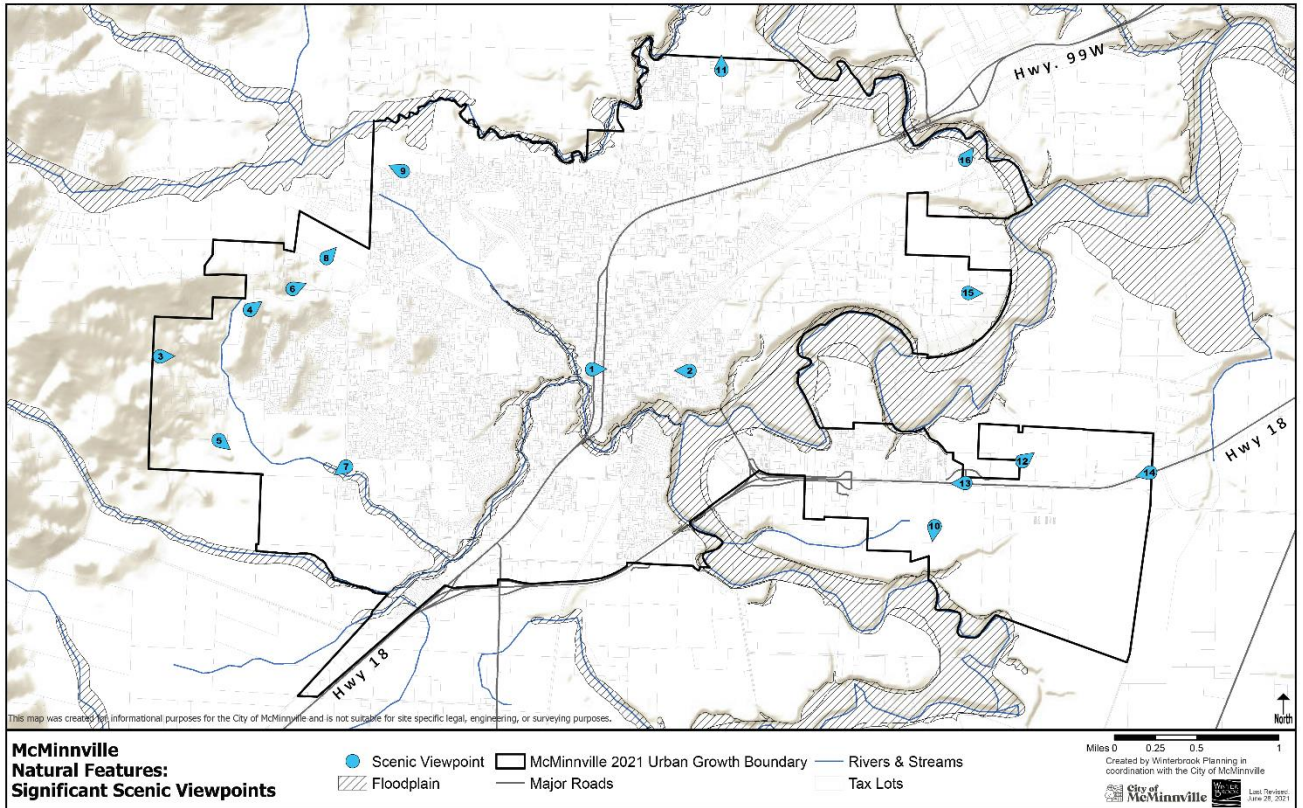 11
Hwy. 99W
16
9
8
6
15
4
3
1
2
5
7
12
14
Hwy 18
13
10
Hwy 18
This map was created for informational purposes for the City of McMinnville and is not suitable for site specific legal, engineering, or surveying purposes.
North
McMinnville
Natural Features:
Significant Scenic Viewpoints
Scenic Viewpoint
McMinnville 2021 Urban Growth Boundary
Rivers & Streams
Floodplain
Major Roads
Tax Lots
Miles 0 0.25 0.5 1
Created by Winterbrook Planning in
coordination with the City of McMinnville
City of
McMinnville
WINTER
BROOK
Last Revised:
June 28, 2021